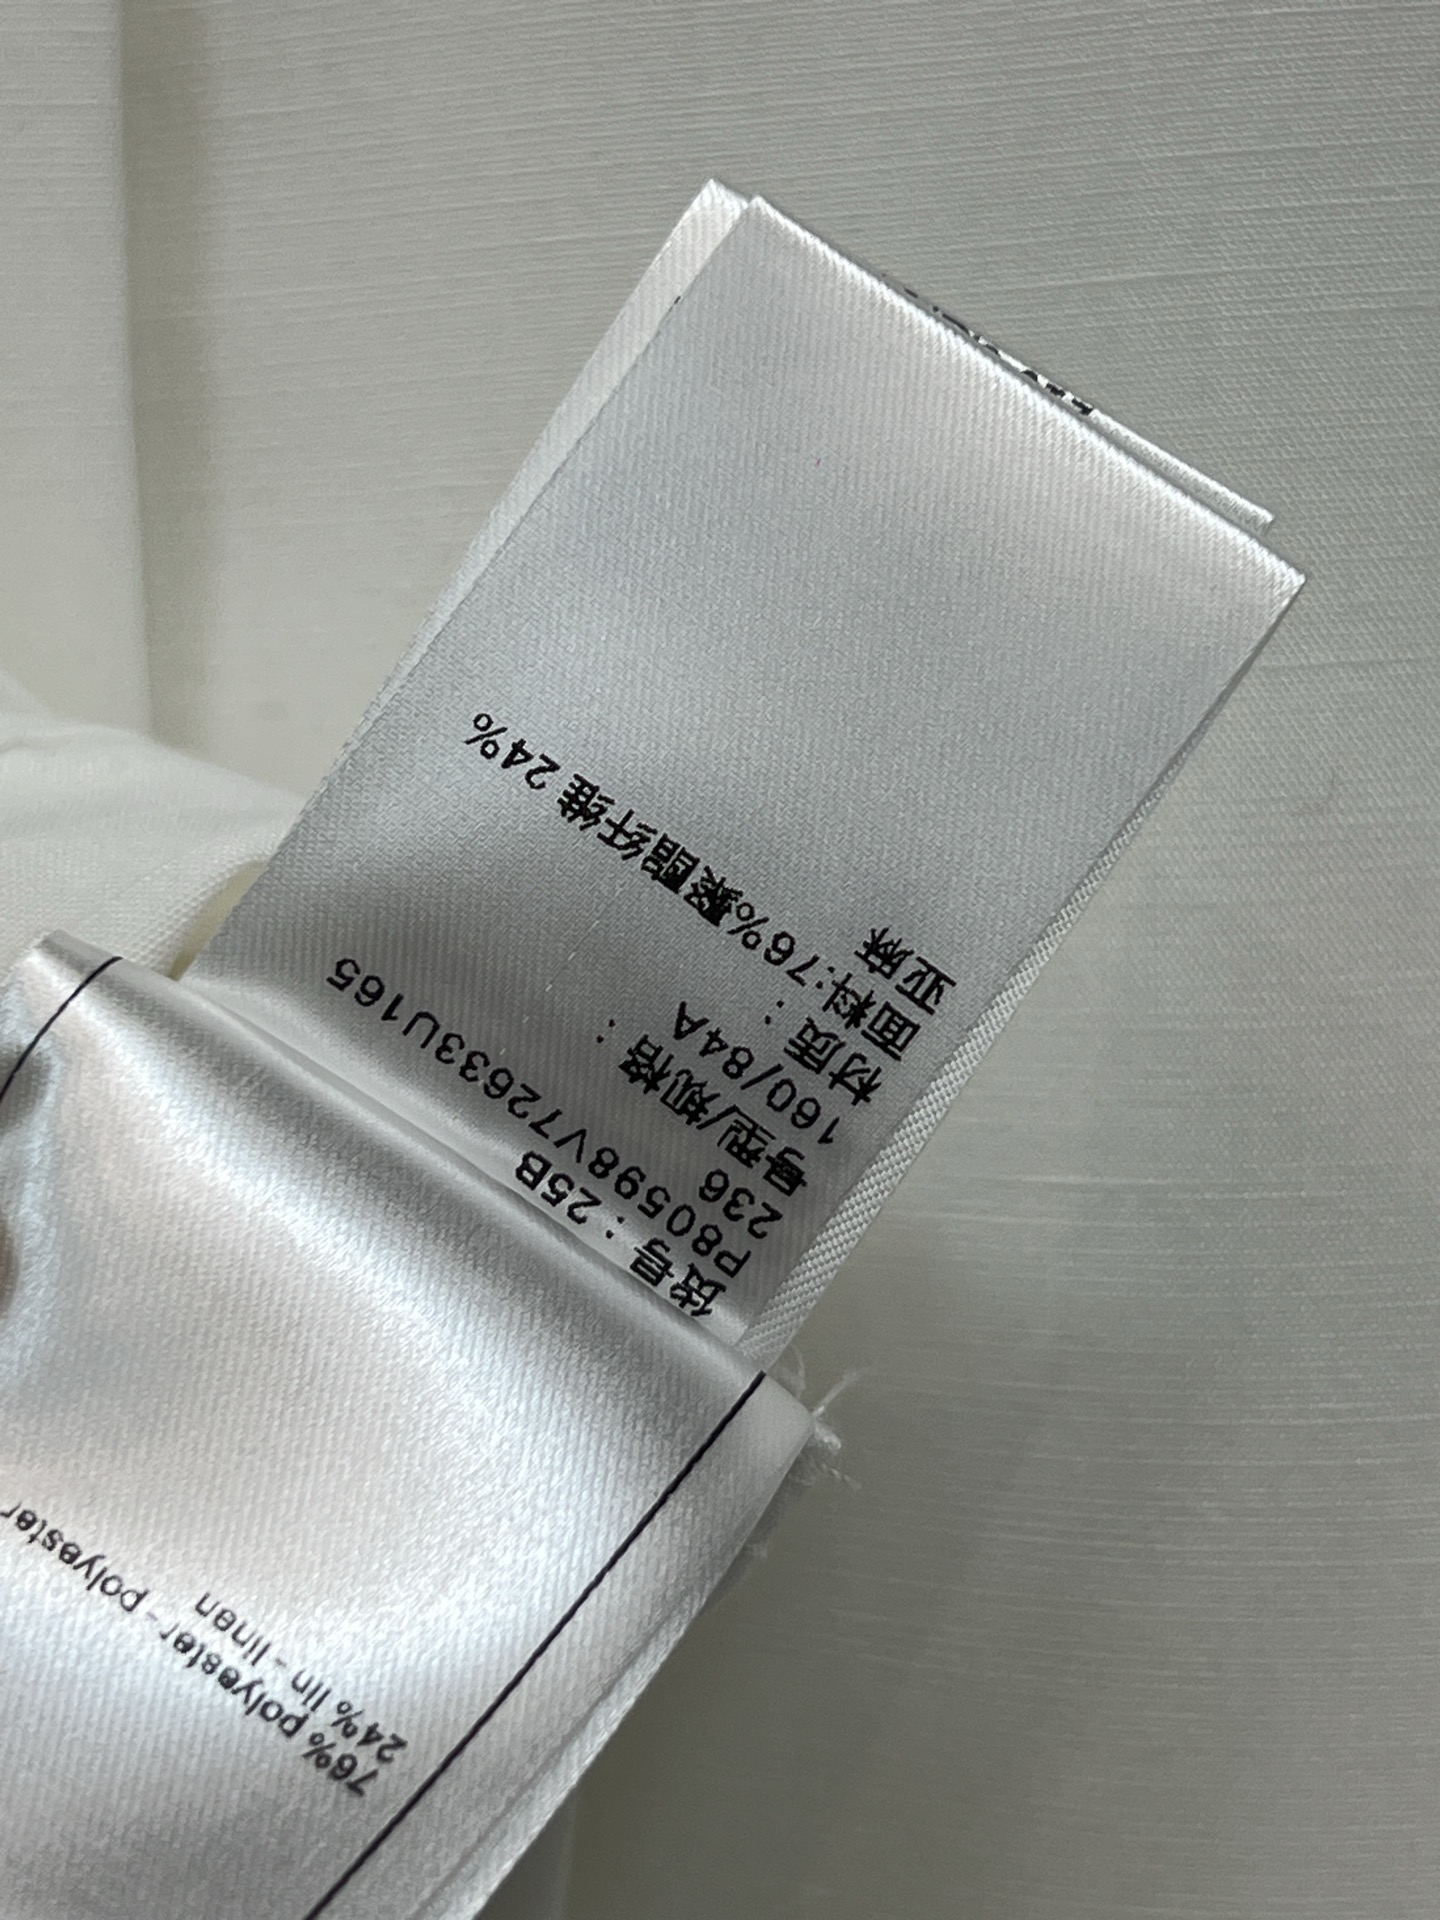 货号：25B
P80598V72633U165
236
号型/规格：
160/84A
材质：
面料:76%聚酯纤维 24%
亚麻
76% polyester - polyester
24% lin - linen